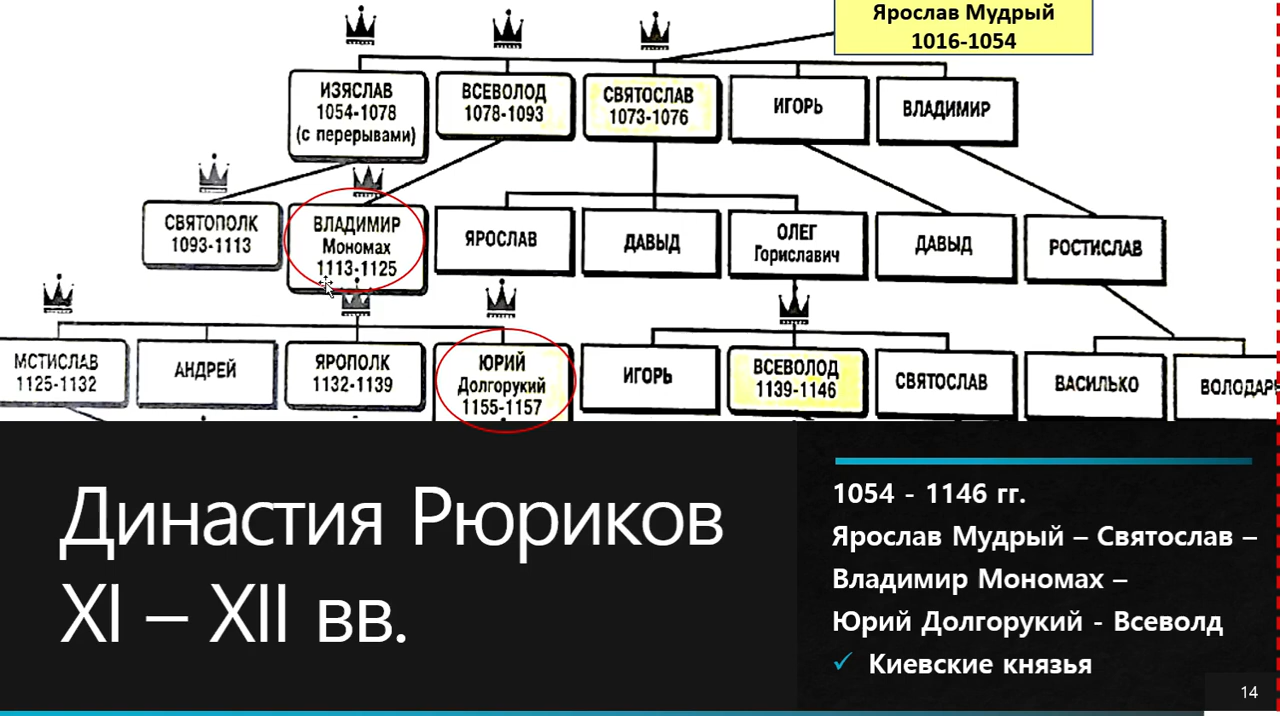 Ярослав Мудрый
1016-1054
ИЗЯСЛАВ
1054-1078
(с перерывами)
ВСЕВОЛОД
1078-1093
СВЯТОСЛАВ
1073-1076
ИГОРЬ
ВЛАДИМИР
СВЯТОПОЛК
1093-1113
ВЛАДИМИР
Мономах
1113-1125
ЯРОСЛАВ
ДАВЫД
ОЛЕГ
Гориславич
ДАВЫД
РОСТИСЛАВ
МСТИСЛАВ
1125-1132
АНДРЕЙ
ЯРОПОЛК
1132-1139
ЮРИЙ
Долгорукий
1155-1157
ИГОРЬ
ВСЕВОЛОД
1139-1146
СВЯТОСЛАВ
ВАСИЛЬКО
ВОЛОДАР
Династия Рюриков
XI – XII вв.
1054 - 1146 гг.
Ярослав Мудрый – Святослав –
Владимир Мономах –
Юрий Долгорукий - Всеволд
✓ Киевские князья
14